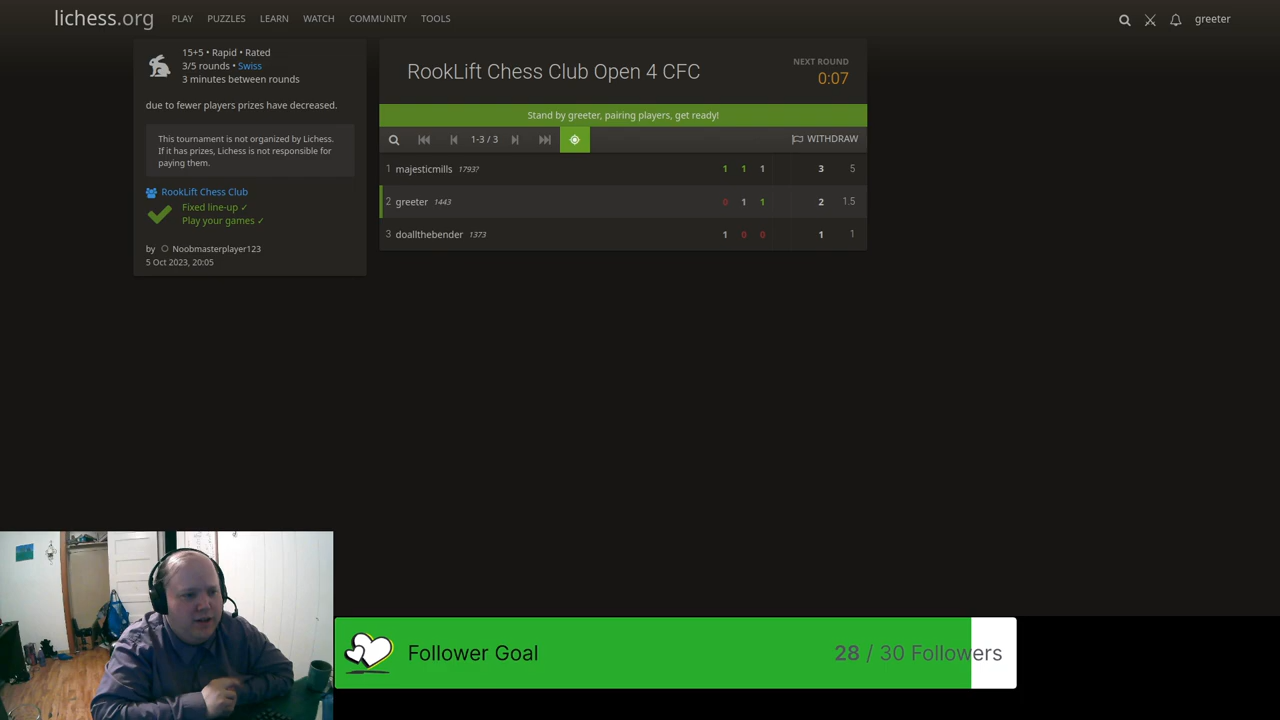 lichess.org PLAY PUZZLES LEARN WATCH COMMUNITY TOOLS greeter
15+5 • Rapid • Rated
3/5 rounds • Swiss
3 minutes between rounds
due to fewer players prizes have decreased.
This tournament is not organized by Lichess.
If it has prizes, Lichess is not responsible for
paying them.
RookLift Chess Club
Fixed line-up ✓
Play your games ✓
by Noobmasterplayer123
5 Oct 2023, 20:05
RookLift Chess Club Open 4 CFC
NEXT ROUND
0:07
Stand by greeter, pairing players, get ready!
1-3 / 3 WITHDRAW
1 majesticmills 1793? 1 1 1 3 5
2 greeter 1443 0 1 1 2 1.5
3 doallthebender 1373 1 0 0 1 1
Follower Goal 28 / 30 Followers